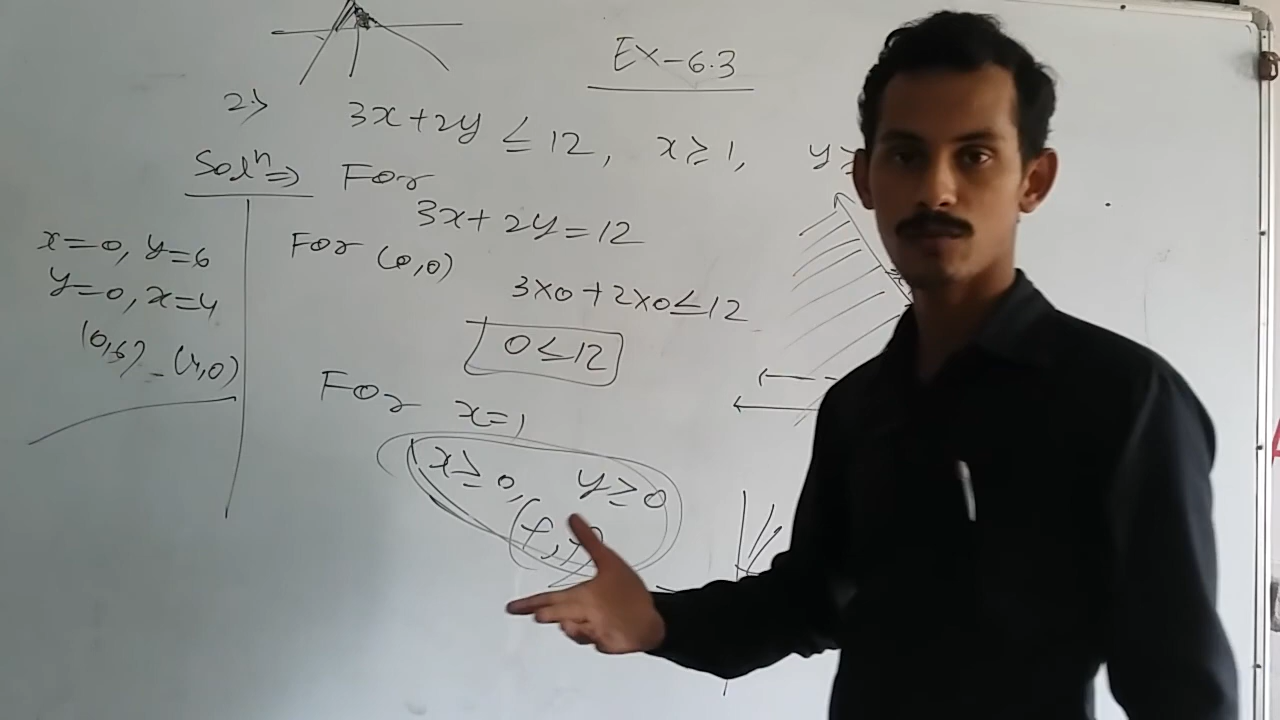 Ex-6.3
2> 3x+2y ≤ 12, x ≥ 1, y ≥
Solⁿ ⇒ For
3x + 2y = 12
x=0, y=6
y=0, x=4
(0,6) - (4,0)
For (0,0)
3×0 + 2×0 ≤ 12
0 ≤ 12
For x=1
x ≥ 0, y ≥ 0